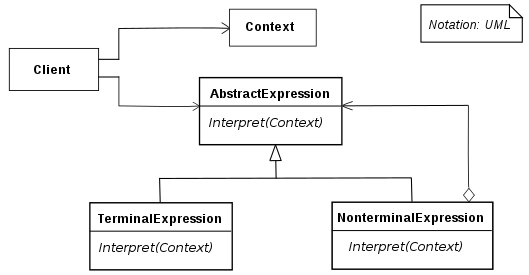 Context
Notation: UML
Client
AbstractExpression
Interpret(Context)
TerminalExpression
Interpret(Context)
NonterminalExpression
Interpret(Context)